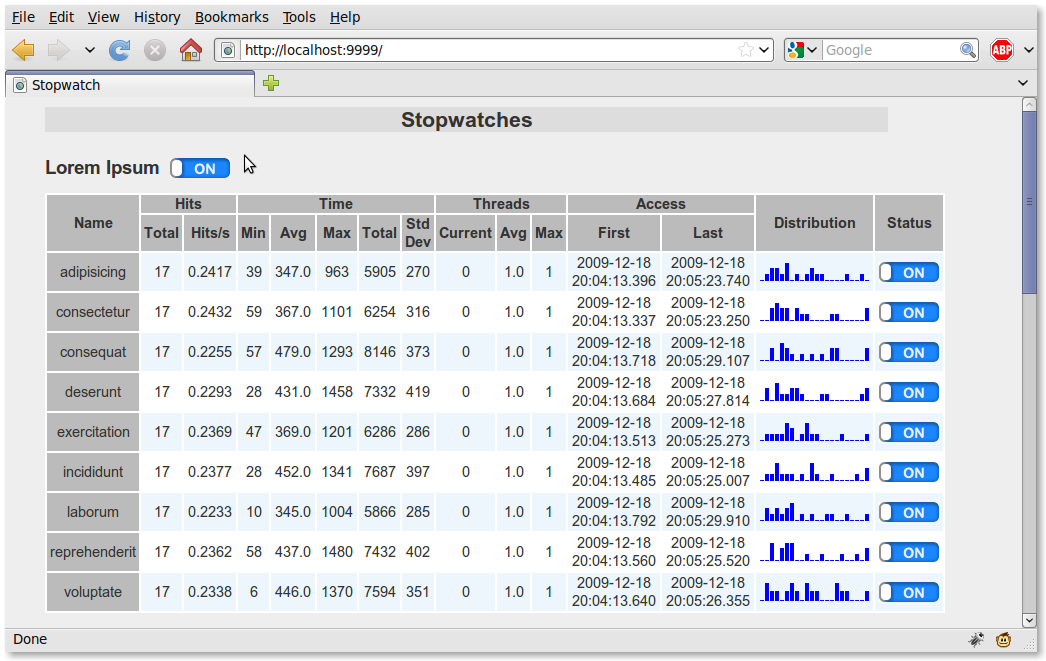 File Edit View History Bookmarks Tools Help
http://localhost:9999/ Google ABP
Stopwatch
Stopwatches
Lorem Ipsum ON
Name Hits Time Threads Access Distribution Status
Total Hits/s Min Avg Max Total Std Dev Current Avg Max First Last
adipisicing 17 0.2417 39 347.0 963 5905 270 0 1.0 1 2009-12-18 20:04:13.396 2009-12-18 20:05:23.740 ON
consectetur 17 0.2432 59 367.0 1101 6254 316 0 1.0 1 2009-12-18 20:04:13.337 2009-12-18 20:05:23.250 ON
consequat 17 0.2255 57 479.0 1293 8146 373 0 1.0 1 2009-12-18 20:04:13.718 2009-12-18 20:05:29.107 ON
deserunt 17 0.2293 28 431.0 1458 7332 419 0 1.0 1 2009-12-18 20:04:13.684 2009-12-18 20:05:27.814 ON
exercitation 17 0.2369 47 369.0 1201 6286 286 0 1.0 1 2009-12-18 20:04:13.513 2009-12-18 20:05:25.273 ON
incididunt 17 0.2377 28 452.0 1341 7687 397 0 1.0 1 2009-12-18 20:04:13.485 2009-12-18 20:05:25.007 ON
laborum 17 0.2233 10 345.0 1004 5866 285 0 1.0 1 2009-12-18 20:04:13.792 2009-12-18 20:05:29.910 ON
reprehenderit 17 0.2362 58 437.0 1480 7432 402 0 1.0 1 2009-12-18 20:04:13.560 2009-12-18 20:05:25.520 ON
voluptate 17 0.2338 6 446.0 1370 7594 351 0 1.0 1 2009-12-18 20:04:13.640 2009-12-18 20:05:26.355 ON
Done